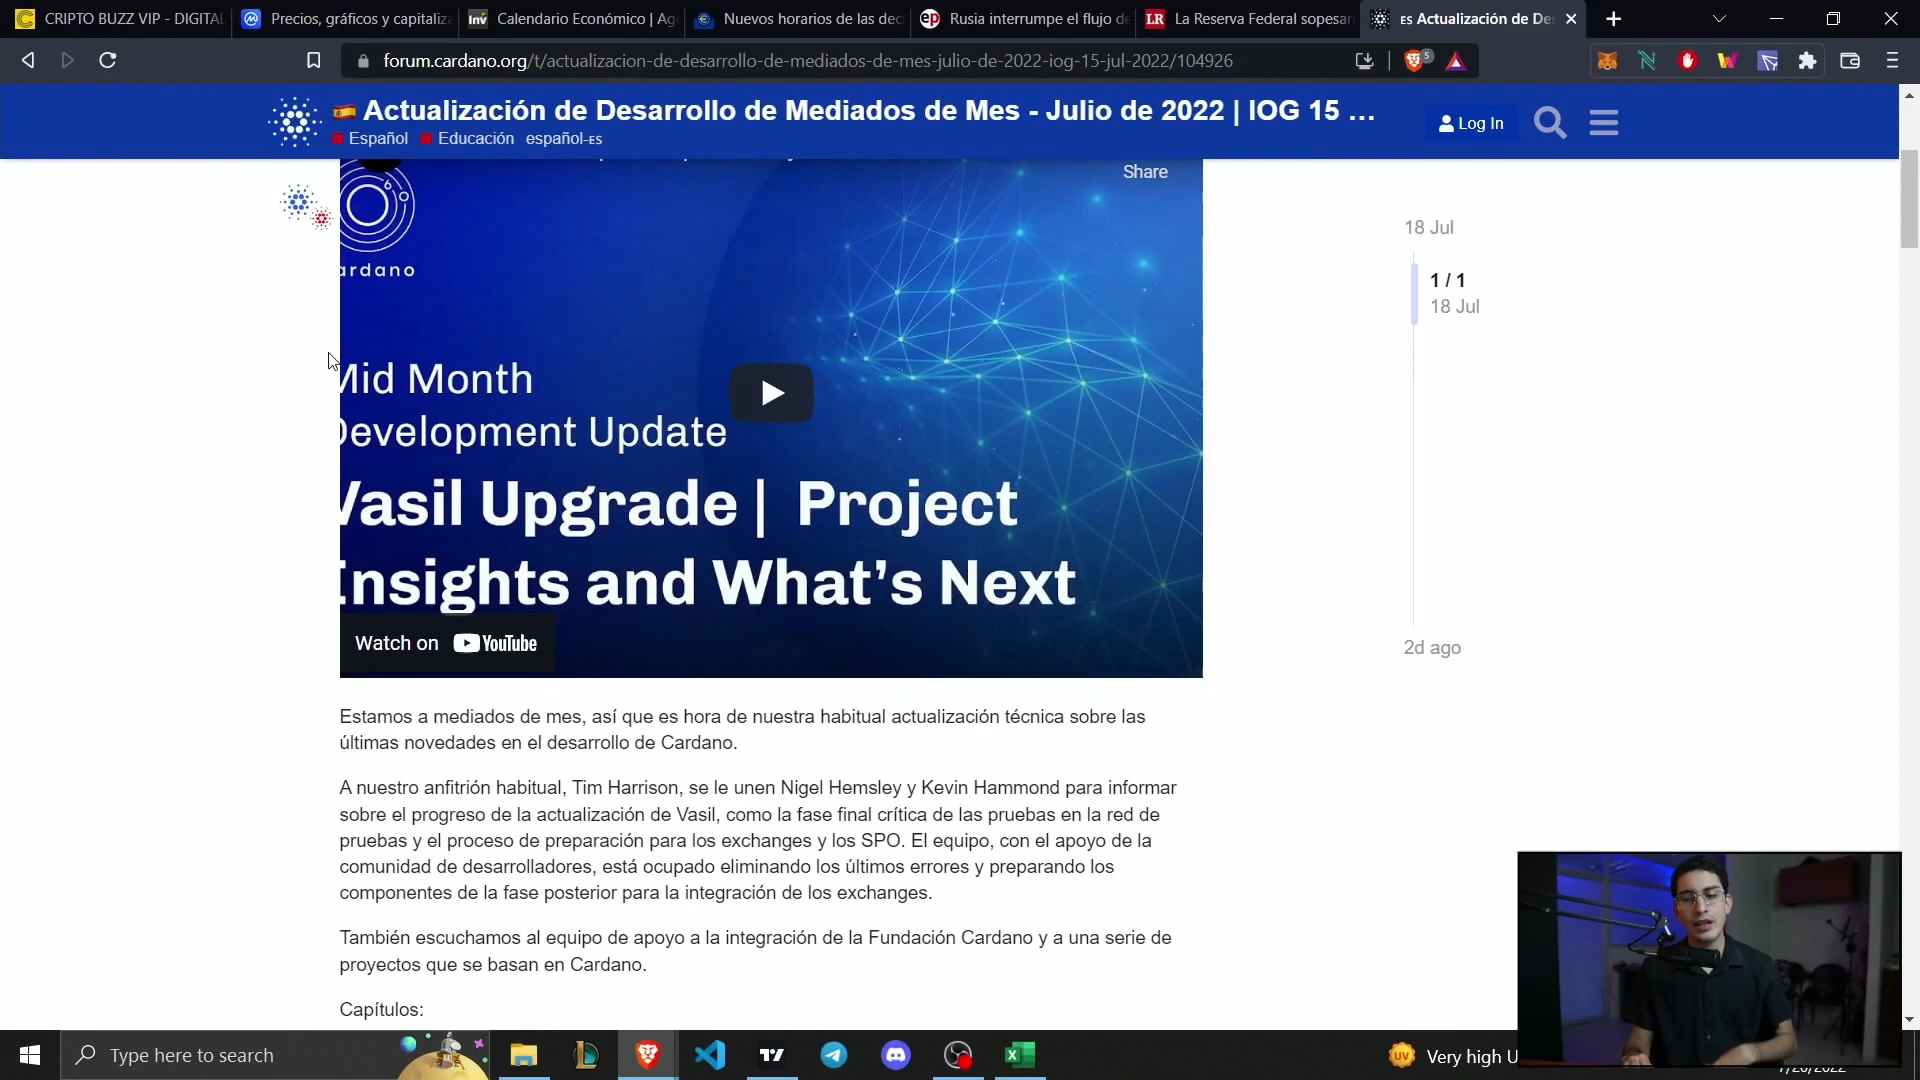 CRIPTO BUZZ VIP - DIGITAL
Precios, gráficos y capitaliza
Calendario Económico | Ag
Nuevos horarios de las dec
Rusia interrumpe el flujo d
La Reserva Federal sopesar
ES Actualización de De
forum.cardano.org/t/actualizacion-de-desarrollo-de-mediados-de-mes-julio-de-2022-iog-15-jul-2022/104926
5
Actualización de Desarrollo de Mediados de Mes - Julio de 2022 | IOG 15 …
Español Educación español-ES
Log In
Share
ardano
Mid Month
Development Update
Vasil Upgrade | Project
Insights and What's Next
Watch on YouTube
18 Jul
1 / 1
18 Jul
2d ago
Estamos a mediados de mes, así que es hora de nuestra habitual actualización técnica sobre las
últimas novedades en el desarrollo de Cardano.
A nuestro anfitrión habitual, Tim Harrison, se le unen Nigel Hemsley y Kevin Hammond para informar
sobre el progreso de la actualización de Vasil, como la fase final crítica de las pruebas en la red de
pruebas y el proceso de preparación para los exchanges y los SPO. El equipo, con el apoyo de la
comunidad de desarrolladores, está ocupado eliminando los últimos errores y preparando los
componentes de la fase posterior para la integración de los exchanges.
También escuchamos al equipo de apoyo a la integración de la Fundación Cardano y a una serie de
proyectos que se basan en Cardano.
Capítulos:
Type here to search
UV
Very high U
7/20/2022